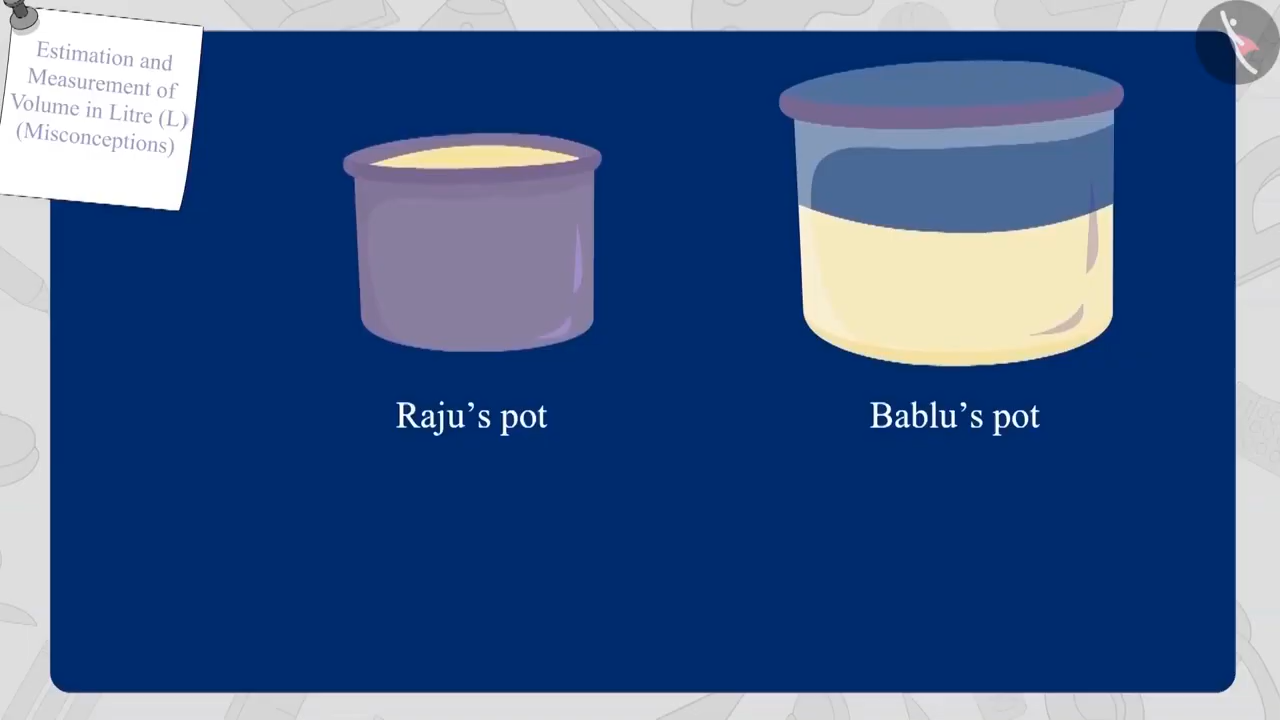 Estimation and
Measurement of
Volume in Litre (L)
(Misconceptions)
Raju’s pot
Bablu’s pot